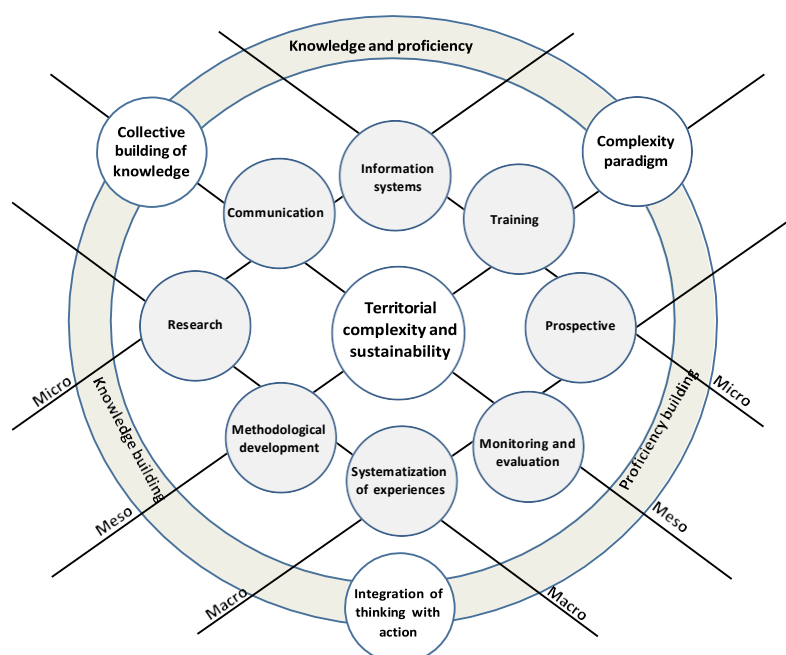 Knowledge and proficiency
Collective
building of
knowledge
Complexity
paradigm
Information
systems
Communication
Training
Territorial
complexity and
sustainability
Research
Prospective
Micro
Micro
Knowledge building
Proficiency building
Methodological
development
Monitoring and
evaluation
Systematization
of experiences
Meso
Meso
Macro
Macro
Integration of
thinking with
action